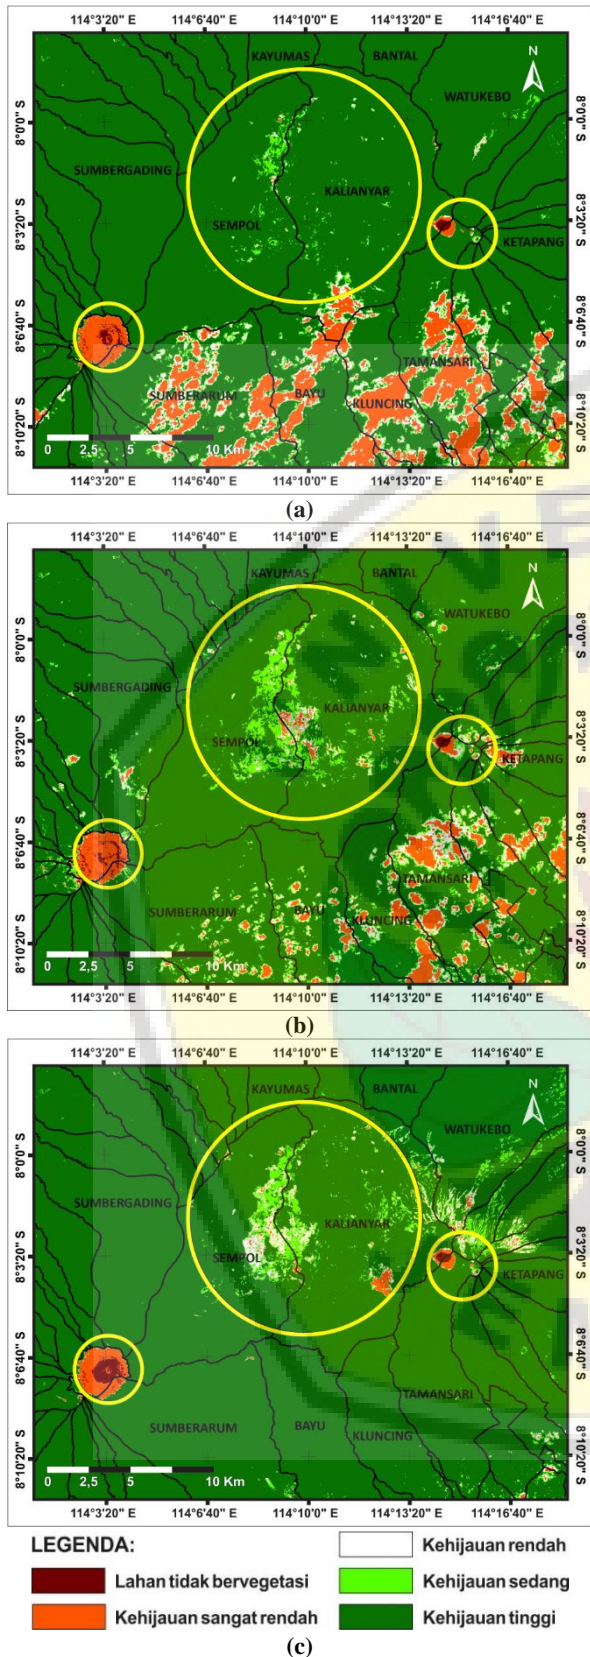 114°3'20" E 114°6'40" E 114°10'0" E 114°13'20" E 114°16'40" E
KAYUMAS BANTAL
N
WATUKEBO
8°0'0" S 8°0'0" S
SUMBERGADING
KALIANYAR
SEMPOL
8°3'20" S 8°3'20" S
KETAPANG
8°6'40" S 8°6'40" S
TAMANSARI
SUMBERARUM BAYU
KLUNCING
8°10'20" S 8°10'20" S
0 2,5 5 10 Km
114°3'20" E 114°6'40" E 114°10'0" E 114°13'20" E 114°16'40" E
(a)
114°3'20" E 114°6'40" E 114°10'0" E 114°13'20" E 114°16'40" E
KAYUMAS BANTAL
N
WATUKEBO
8°0'0" S 8°0'0" S
SUMBERGADING
KALIANYAR
SEMPOL
8°3'20" S 8°3'20" S
KETAPANG
8°6'40" S 8°6'40" S
TAMANSARI
SUMBERARUM BAYU
KLUNCING
8°10'20" S 8°10'20" S
0 2,5 5 10 Km
114°3'20" E 114°6'40" E 114°10'0" E 114°13'20" E 114°16'40" E
(b)
114°3'20" E 114°6'40" E 114°10'0" E 114°13'20" E 114°16'40" E
KAYUMAS BANTAL
N
WATUKEBO
8°0'0" S 8°0'0" S
SUMBERGADING
KALIANYAR
SEMPOL
8°3'20" S 8°3'20" S
KETAPANG
8°6'40" S 8°6'40" S
TAMANSARI
SUMBERARUM BAYU
KLUNCING
8°10'20" S 8°10'20" S
0 2,5 5 10 Km
114°3'20" E 114°6'40" E 114°10'0" E 114°13'20" E 114°16'40" E
LEGENDA:
Lahan tidak bervegetasi
Kehijauan sangat rendah
Kehijauan rendah
Kehijauan sedang
Kehijauan tinggi
(c)